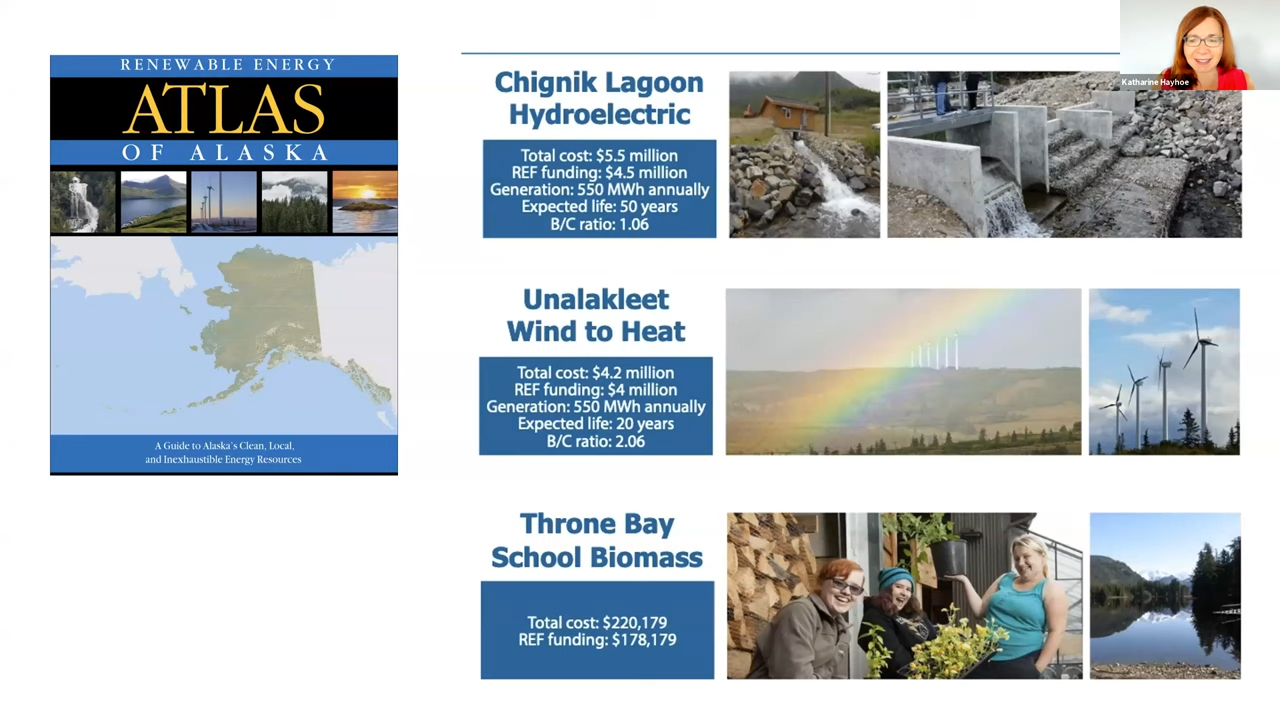 RENEWABLE ENERGY
ATLAS
OF ALASKA
A Guide to Alaska's Clean, Local,
and Inexhaustible Energy Resources
Chignik Lagoon
Hydroelectric
Total cost: $5.5 million
REF funding: $4.5 million
Generation: 550 MWh annually
Expected life: 50 years
B/C ratio: 1.06
Unalakleet
Wind to Heat
Total cost: $4.2 million
REF funding: $4 million
Generation: 550 MWh annually
Expected life: 20 years
B/C ratio: 2.06
Throne Bay
School Biomass
Total cost: $220,179
REF funding: $178,179
Katharine Hayhoe